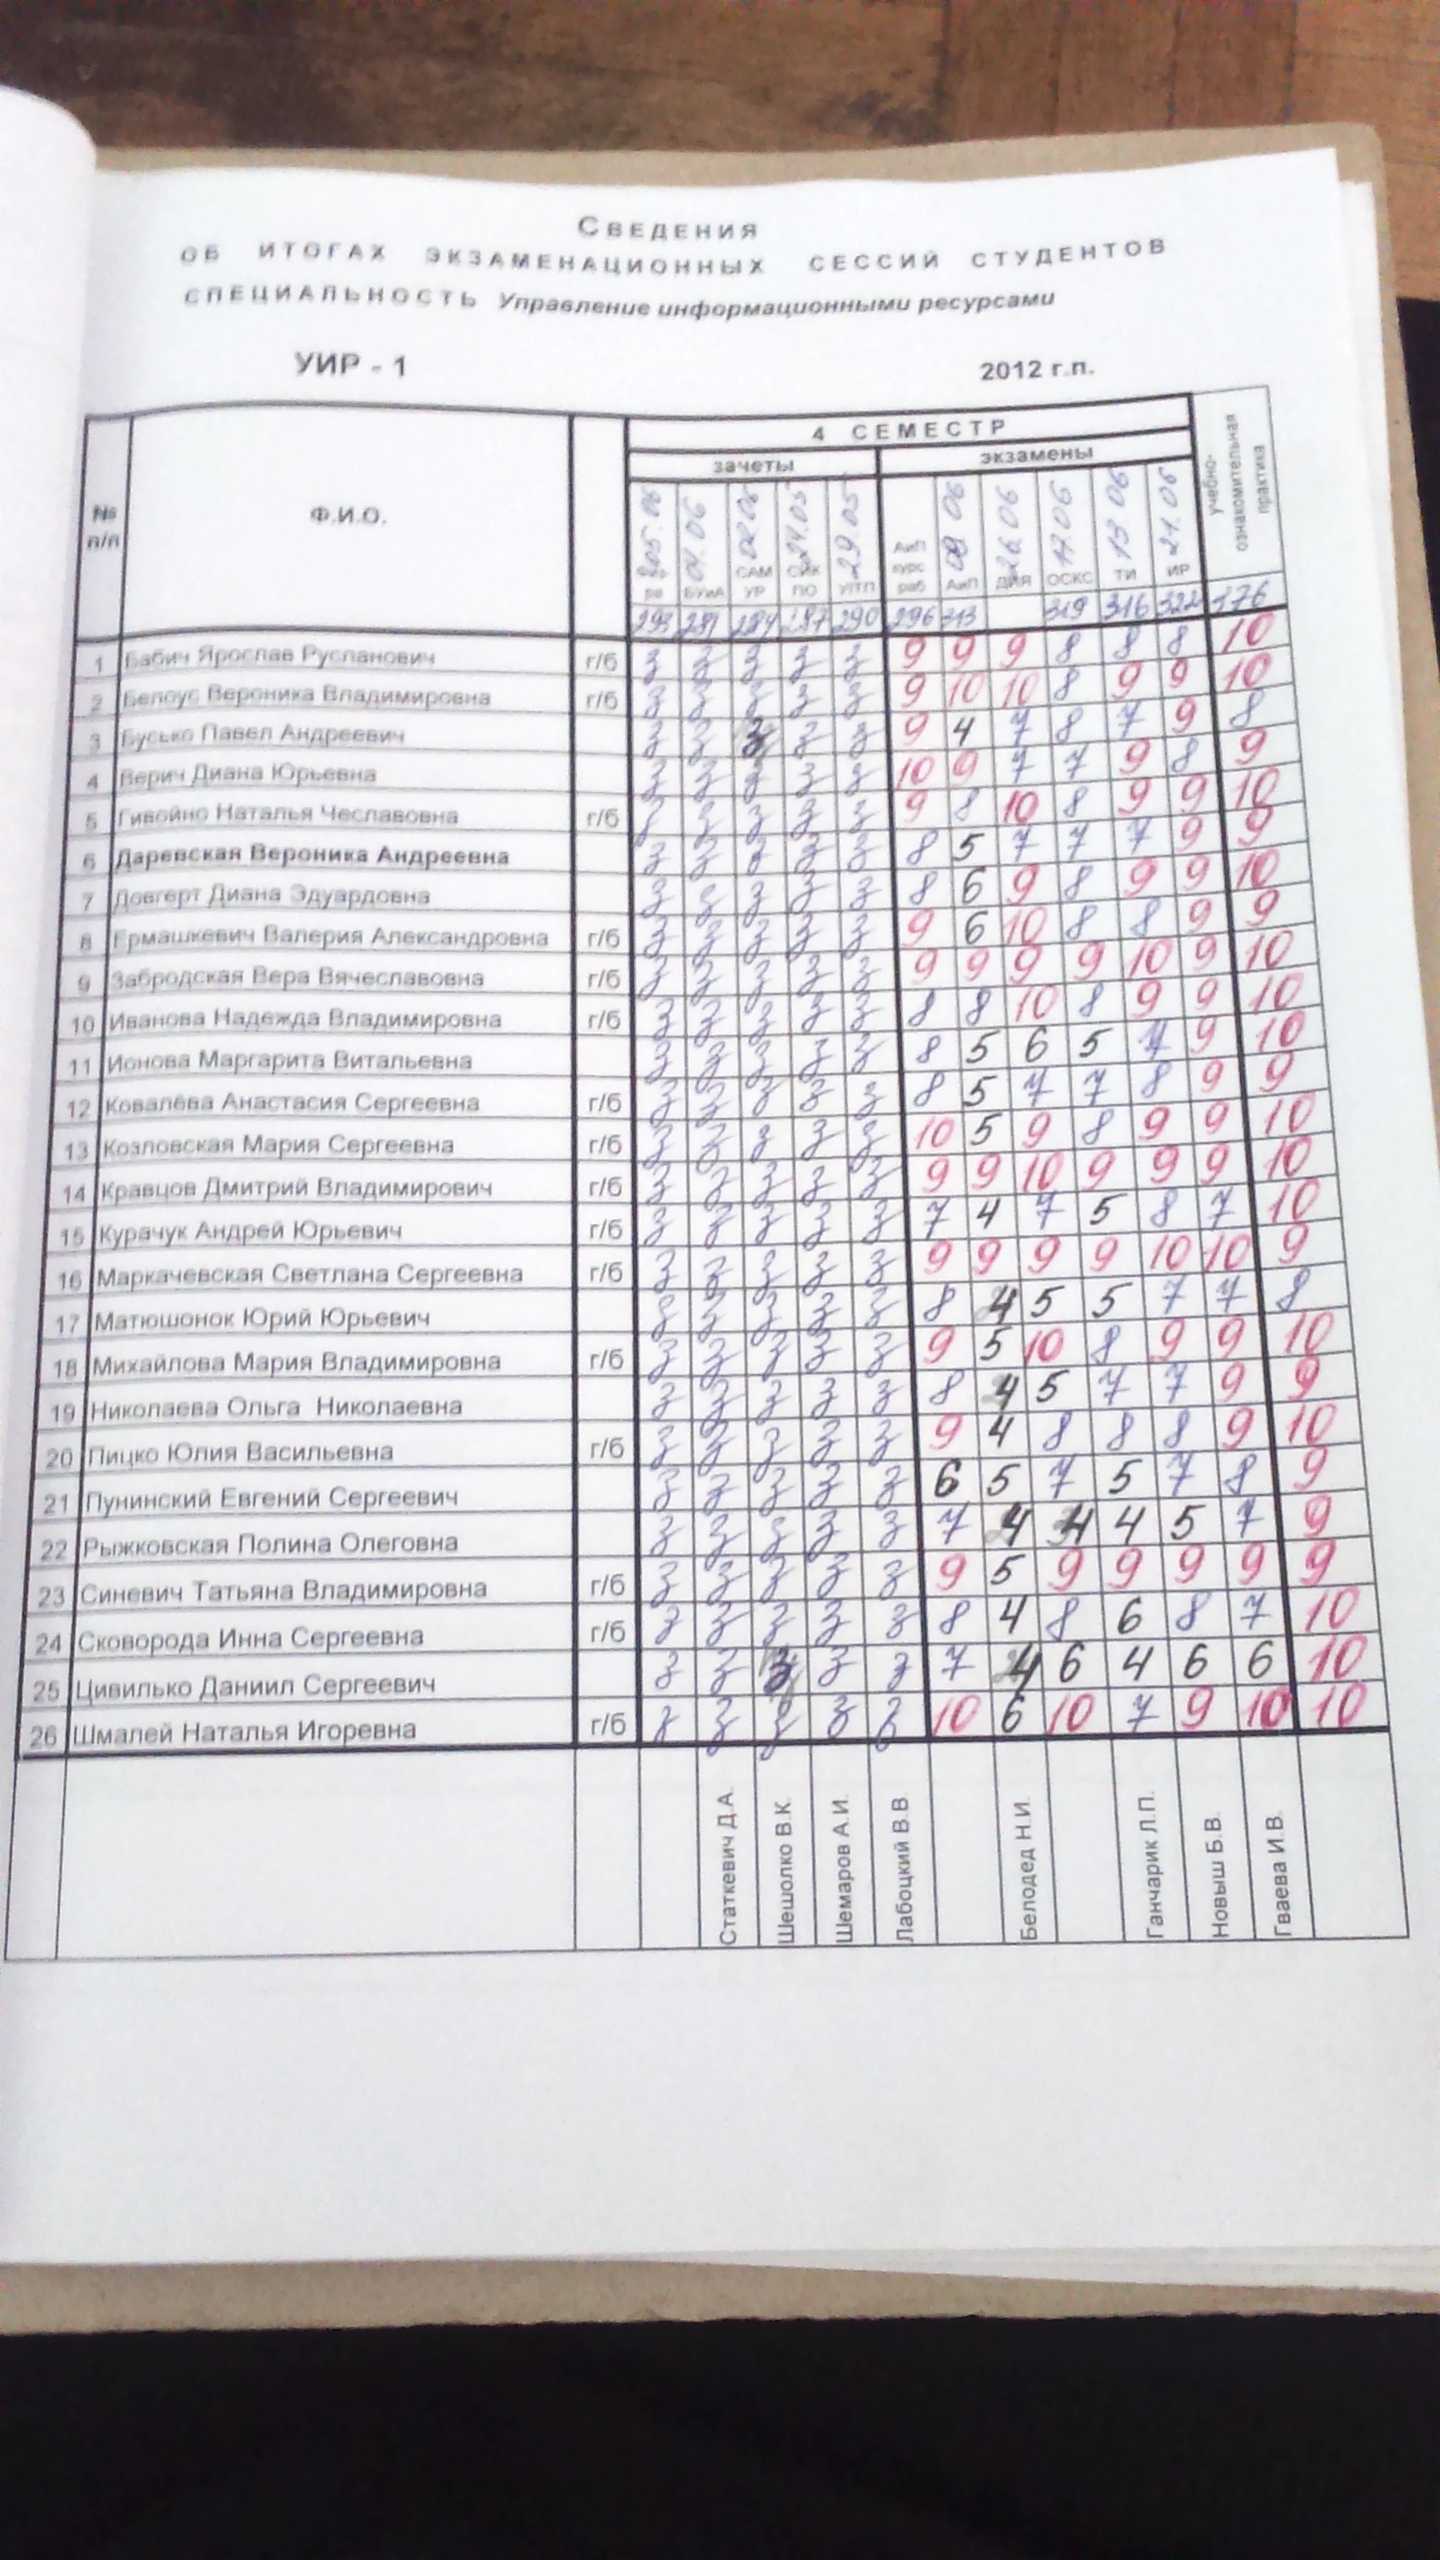 СВЕДЕНИЯ
ОБ ИТОГАХ ЭКЗАМЕНАЦИОННЫХ СЕССИЙ СТУДЕНТОВ
СПЕЦИАЛЬНОСТЬ Управление информационными ресурсами
УИР - 1 2012 г.п.
№ п/п Ф.И.О. 4 СЕМЕСТР учебно-ознакомительная практика
зачеты экзамены
05.06 01.06 02.06 24.05 29.05 09.06 26.06 17.06 13.06 21.06
Физ ра БУиА САМ УР СИК ПО УПТП АиП курс раб АиП ДИЯ ОСКС ТИ ИР
293 281 284 287 290 296 313 319 316 322 176
1 Бабич Ярослав Русланович г/б з з з з з 9 9 9 8 8 8 10
2 Белоус Вероника Владимировна г/б з з з з з 9 10 10 8 9 9 10
3 Бусько Павел Андреевич з з з з з 9 4 7 8 7 9 8
4 Верич Диана Юрьевна з з з з з 10 9 7 7 9 8 9
5 Гивойно Наталья Чеславовна г/б з з з з з 9 8 10 8 9 9 10
6 Даревская Вероника Андреевна з з з з з 8 5 7 7 7 9 9
7 Довгерт Диана Эдуардовна з з з з з 8 6 9 8 9 9 10
8 Ермашкевич Валерия Александровна г/б з з з з з 9 6 10 8 8 9 9
9 Забродская Вера Вячеславовна г/б з з з з з 9 9 9 9 10 9 10
10 Иванова Надежда Владимировна г/б з з з з з 8 8 10 8 9 9 10
11 Ионова Маргарита Витальевна з з з з з 8 5 6 5 7 9 10
12 Ковалёва Анастасия Сергеевна г/б з з з з з 8 5 7 7 8 9 9
13 Козловская Мария Сергеевна г/б з з з з з 10 5 9 8 9 9 10
14 Кравцов Дмитрий Владимирович г/б з з з з з 9 9 10 9 9 9 10
15 Курачук Андрей Юрьевич г/б з з з з з 7 4 7 5 8 7 10
16 Маркачевская Светлана Сергеевна г/б з з з з з 9 9 9 9 10 10 9
17 Матюшонок Юрий Юрьевич з з з з з 8 4 5 5 7 7 8
18 Михайлова Мария Владимировна г/б з з з з з 9 5 10 8 9 9 10
19 Николаева Ольга Николаевна з з з з з 8 4 5 7 7 9 9
20 Пицко Юлия Васильевна г/б з з з з з 9 4 8 8 8 9 10
21 Пунинский Евгений Сергеевич з з з з з 6 5 7 5 7 8 9
22 Рыжковская Полина Олеговна з з з з з 7 4 4 4 5 7 9
23 Синевич Татьяна Владимировна г/б з з з з з 9 5 9 9 9 9 9
24 Сковорода Инна Сергеевна г/б з з з з з 8 4 8 6 8 7 10
25 Цивилько Даниил Сергеевич з з з з з 7 4 6 4 6 6 10
26 Шмалей Наталья Игоревна г/б з з з з з 10 6 10 7 9 10 10
Статкевич Д.А. Шешолко В.К. Шемаров А.И. Лабоцкий В.В Белодед Н.И. Ганчарик Л.П. Новыш Б.В. Гваева И.В.